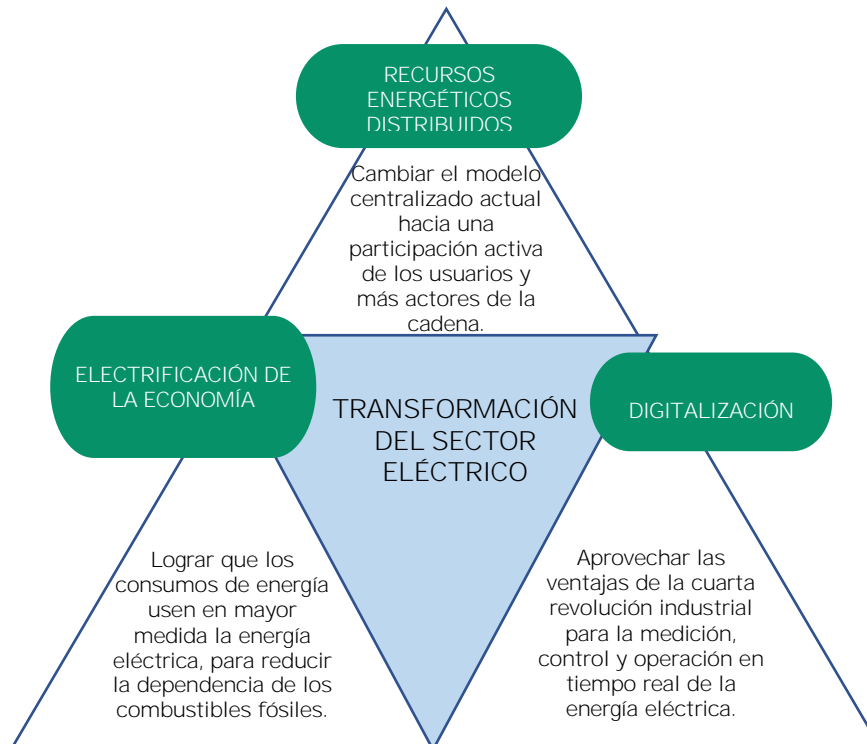 RECURSOS
ENERGÉTICOS
DISTRIBUIDOS
Cambiar el modelo
centralizado actual
hacia una
participación activa
de los usuarios y
más actores de la
cadena.
ELECTRIFICACIÓN DE
LA ECONOMÍA
TRANSFORMACIÓN
DEL SECTOR
ELÉCTRICO
DIGITALIZACIÓN
Lograr que los
consumos de energía
usen en mayor
medida la energía
eléctrica, para reducir
la dependencia de los
combustibles fósiles.
Aprovechar las
ventajas de la cuarta
revolución industrial
para la medición,
control y operación en
tiempo real de la
energía eléctrica.